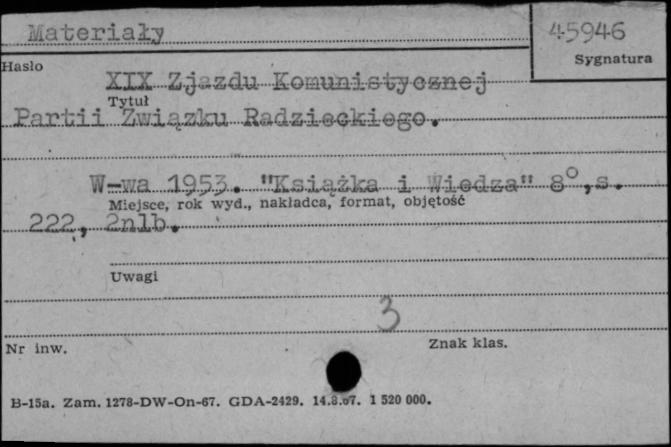 Materiały
45946
Sygnatura
Hasło
XIX Zjazdu Komunistycznej
Tytuł
Partii Związku Radzieckiego.
W-wa 1953. "Książka i Wiedza" 8°, s.
Miejsce, rok wyd., nakładca, format, objętość
222, 2nlb.
Uwagi
3
Nr inw.
Znak klas.
B-15a. Zam. 1278-DW-On-67. GDA-2429. 14.8.67. 1 520 000.